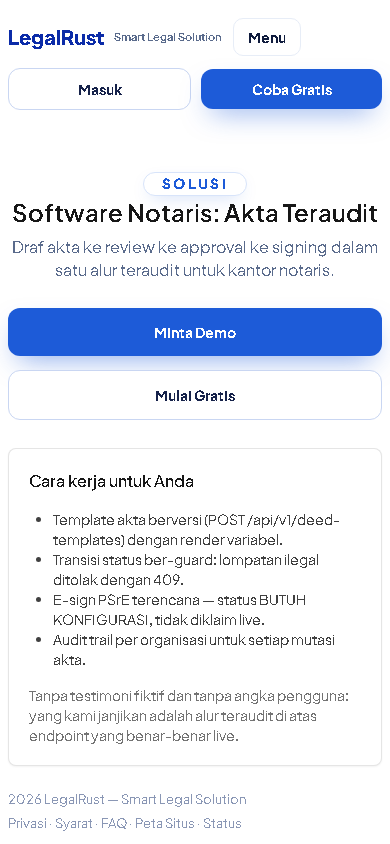 LegalRust Smart Legal Solution Menu
Masuk Coba Gratis
SOLUSI
Software Notaris: Akta Teraudit
Draf akta ke review ke approval ke signing dalam
satu alur teraudit untuk kantor notaris.
Minta Demo
Mulai Gratis
Cara kerja untuk Anda
• Template akta berversi (POST /api/v1/deed-
templates) dengan render variabel.
• Transisi status ber-guard: lompatan ilegal
ditolak dengan 409.
• E-sign PSrE terencana — status BUTUH
KONFIGURASI, tidak diklaim live.
• Audit trail per organisasi untuk setiap mutasi
akta.
Tanpa testimoni fiktif dan tanpa angka pengguna:
yang kami janjikan adalah alur teraudit di atas
endpoint yang benar-benar live.
2026 LegalRust — Smart Legal Solution
Privasi · Syarat · FAQ · Peta Situs · Status